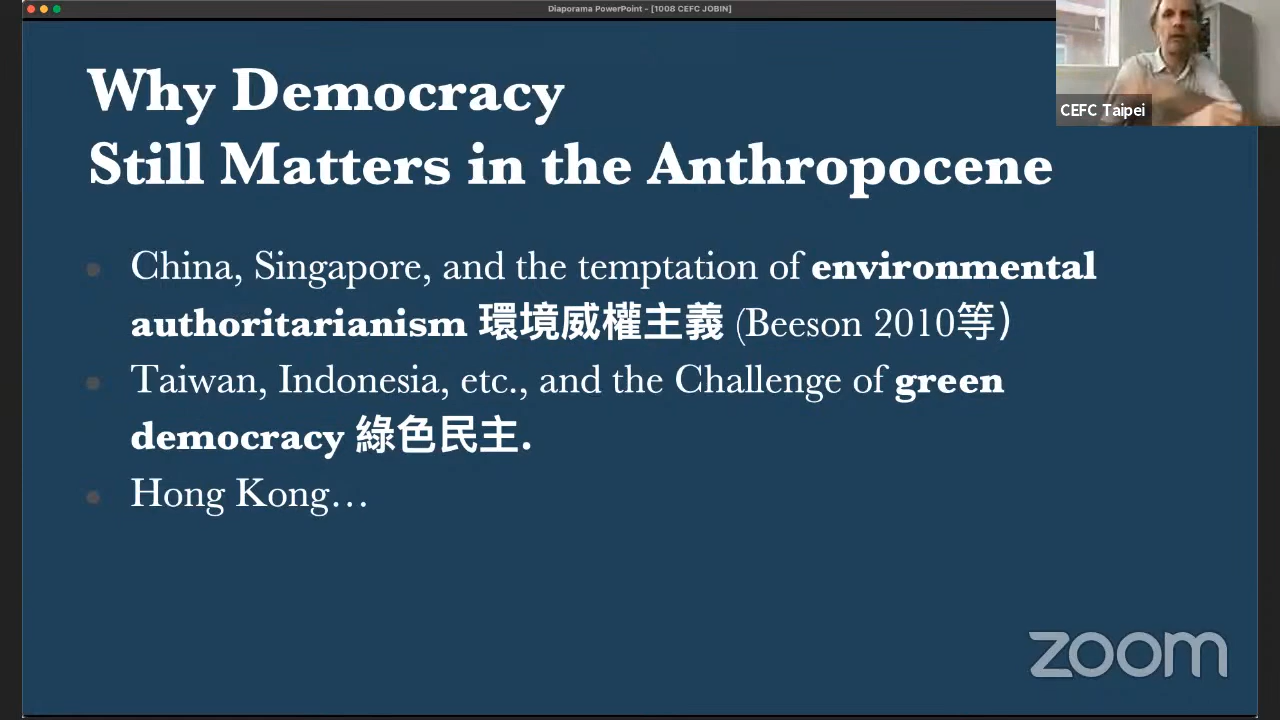 Diaporama PowerPoint - [1008 CEFC JOBIN]
CEFC Taipei
Why Democracy
Still Matters in the Anthropocene
China, Singapore, and the temptation of environmental
authoritarianism 環境威權主義 (Beeson 2010等）
Taiwan, Indonesia, etc., and the Challenge of green
democracy 綠色民主.
Hong Kong…
zoom